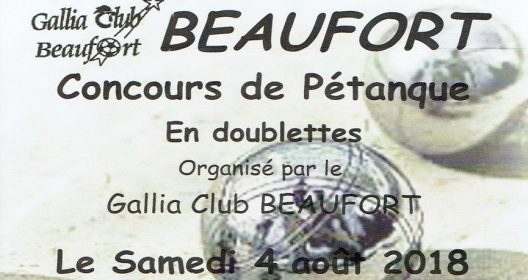 Gallia Club
Beaufort
BEAUFORT
Concours de Pétanque
En doublettes
Organisé par le
Gallia Club BEAUFORT
Le Samedi 4 août 2018